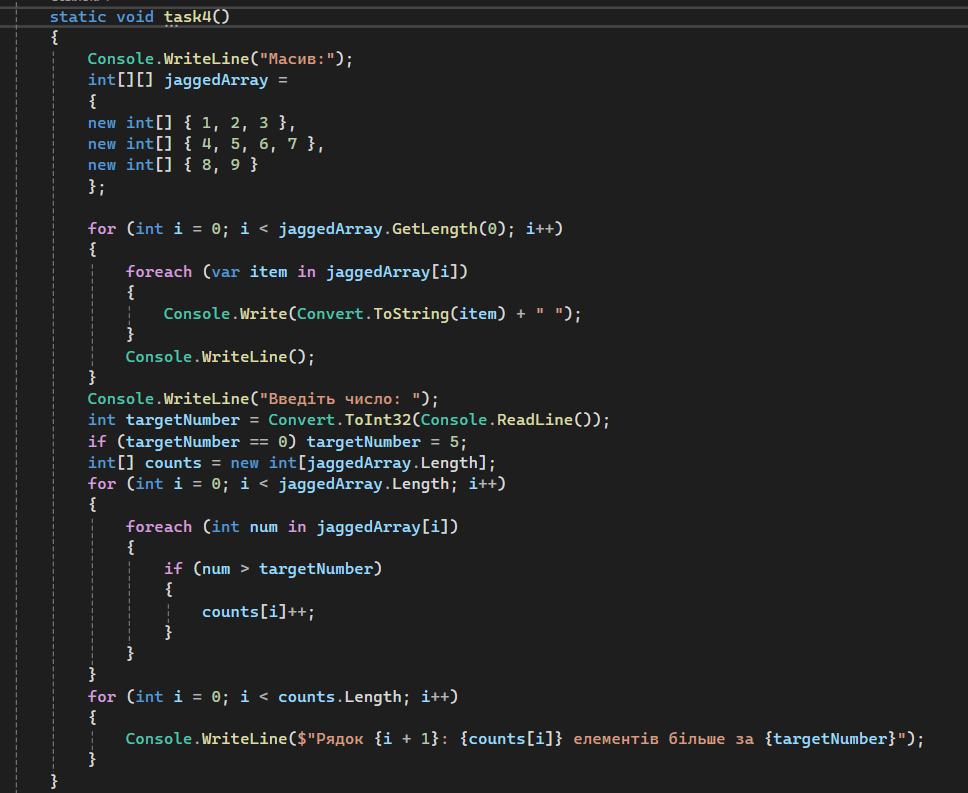 static void task4()
{
Console.WriteLine("Масив:");
int[][] jaggedArray =
{
new int[] { 1, 2, 3 },
new int[] { 4, 5, 6, 7 },
new int[] { 8, 9 }
};
for (int i = 0; i < jaggedArray.GetLength(0); i++)
{
foreach (var item in jaggedArray[i])
{
Console.Write(Convert.ToString(item) + " ");
}
Console.WriteLine();
}
Console.WriteLine("Введіть число: ");
int targetNumber = Convert.ToInt32(Console.ReadLine());
if (targetNumber == 0) targetNumber = 5;
int[] counts = new int[jaggedArray.Length];
for (int i = 0; i < jaggedArray.Length; i++)
{
foreach (int num in jaggedArray[i])
{
if (num > targetNumber)
{
counts[i]++;
}
}
}
for (int i = 0; i < counts.Length; i++)
{
Console.WriteLine($"Рядок {i + 1}: {counts[i]} елементів більше за {targetNumber}");
}
}